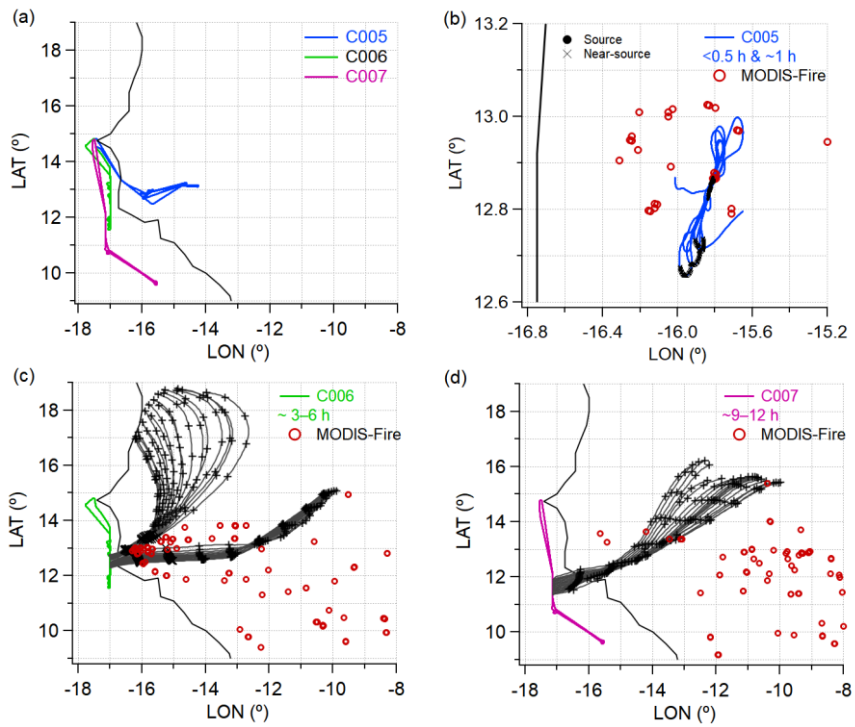 (a)
C005
C006
C007
LAT (º)
18
16
14
12
10
-18
-16
-14
-12
-10
-8
LON (º)
(b)
Source
Near-source
C005
<0.5 h & ~1 h
MODIS-Fire
LAT (º)
13.2
13.0
12.8
12.6
-16.8
-16.4
-16.0
-15.6
-15.2
LON (º)
(c)
C006
~ 3–6 h
MODIS-Fire
LAT (º)
18
16
14
12
10
-18
-16
-14
-12
-10
-8
LON (º)
(d)
C007
~9–12 h
MODIS-Fire
LAT (º)
18
16
14
12
10
-18
-16
-14
-12
-10
-8
LON (º)